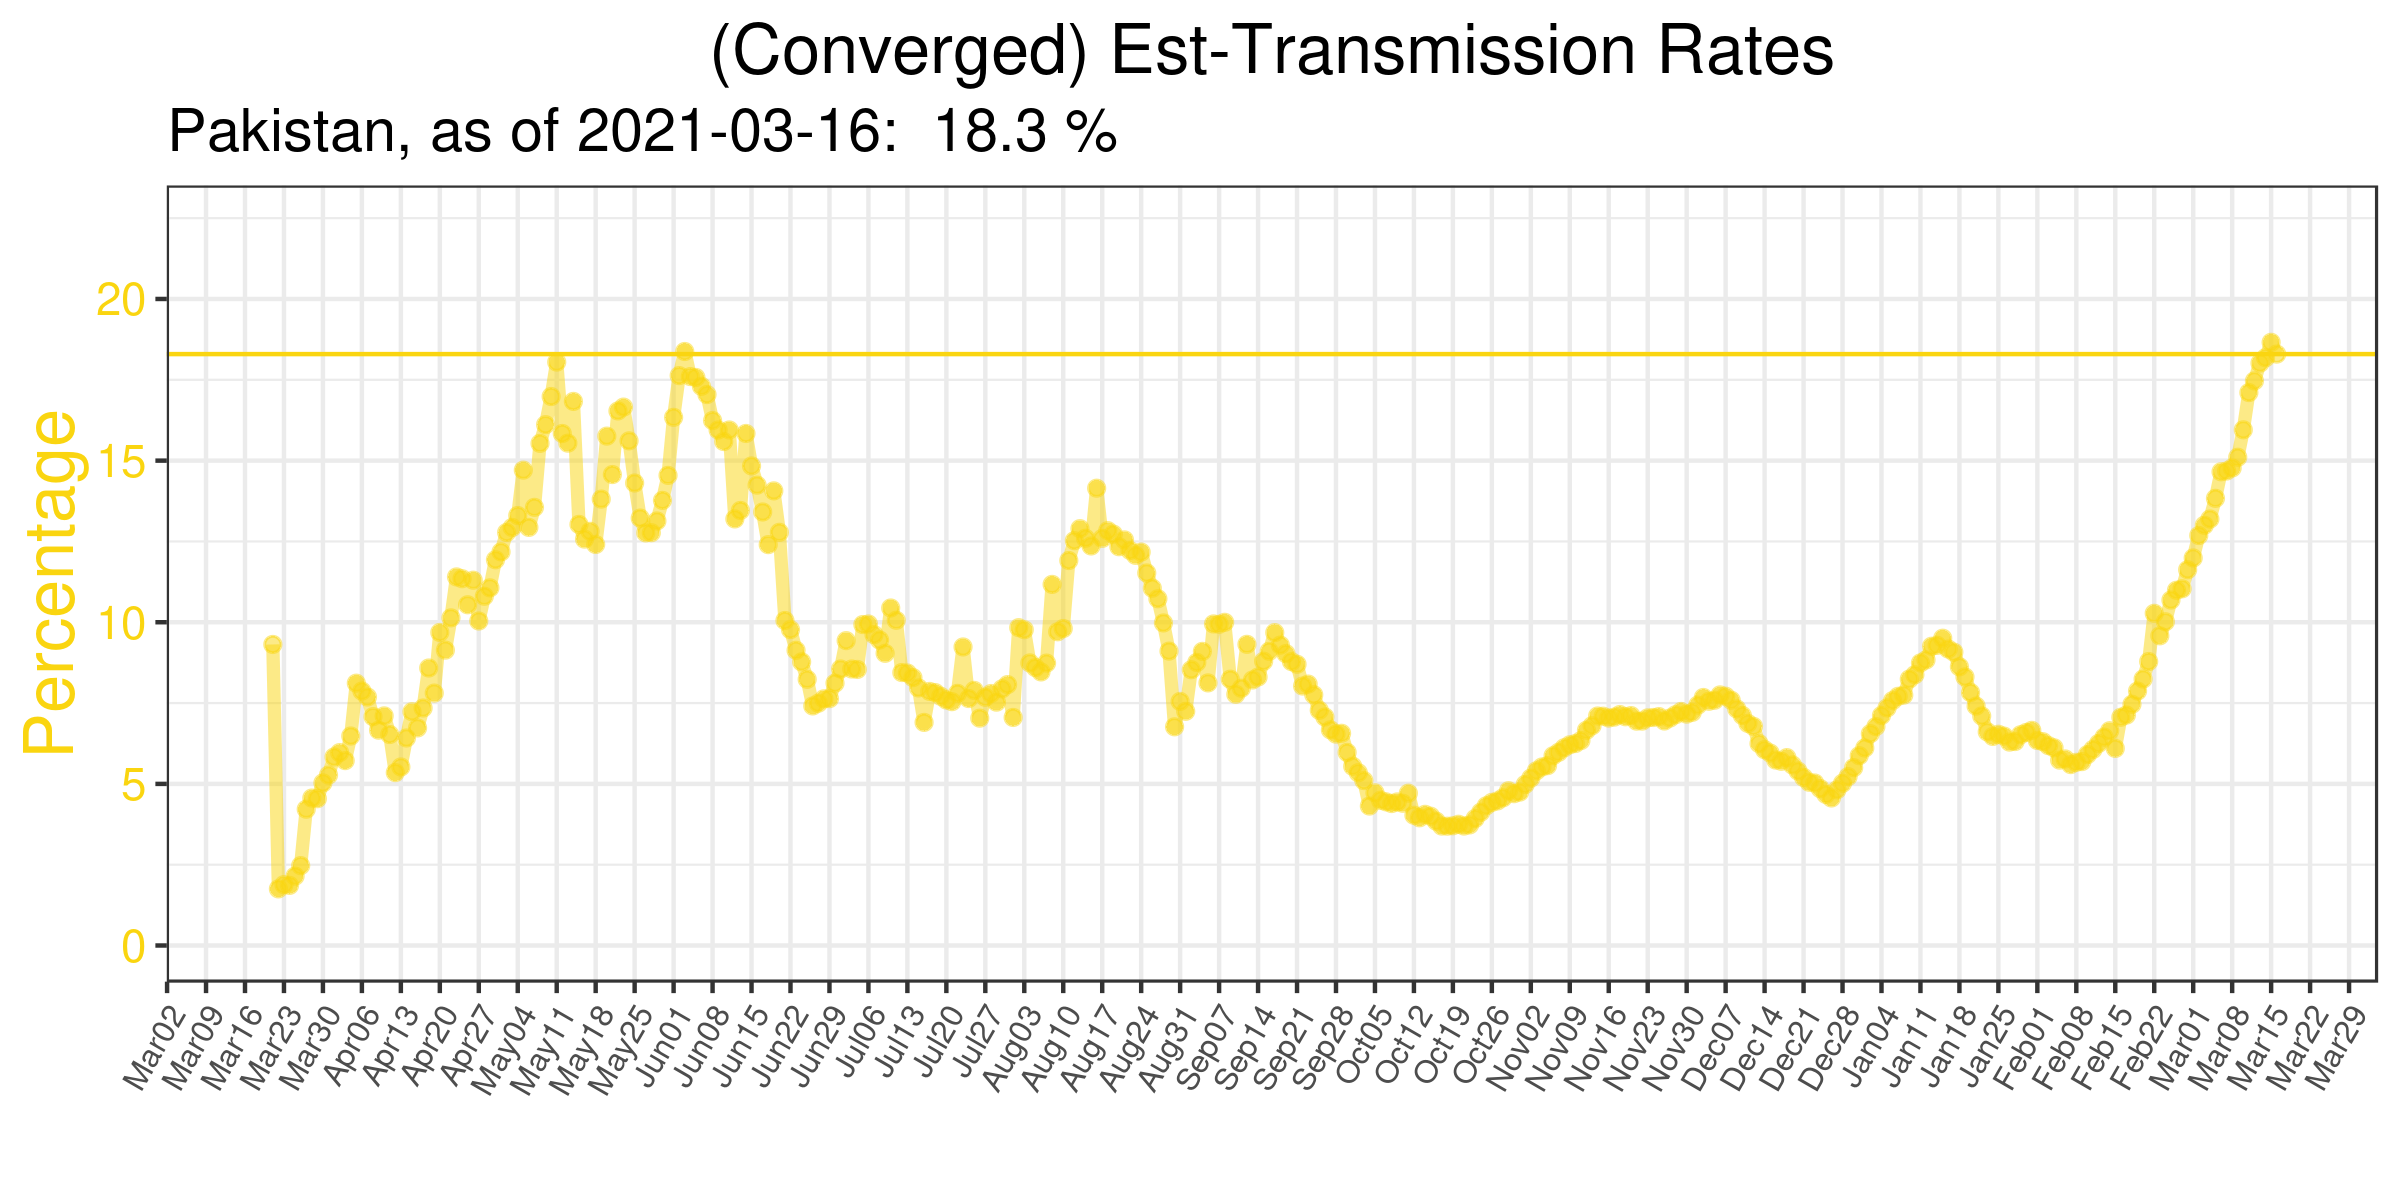 (Converged) Est-Transmission Rates
Pakistan, as of 2021-03-16:  18.3 %
Percentage
20
15
10
5
0
Mar02
Mar09
Mar16
Mar23
Mar30
Apr06
Apr13
Apr20
Apr27
May04
May11
May18
May25
Jun01
Jun08
Jun15
Jun22
Jun29
Jul06
Jul13
Jul20
Jul27
Aug03
Aug10
Aug17
Aug24
Aug31
Sep07
Sep14
Sep21
Sep28
Oct05
Oct12
Oct19
Oct26
Nov02
Nov09
Nov16
Nov23
Nov30
Dec07
Dec14
Dec21
Dec28
Jan04
Jan11
Jan18
Jan25
Feb01
Feb08
Feb15
Feb22
Mar01
Mar08
Mar15
Mar22
Mar29